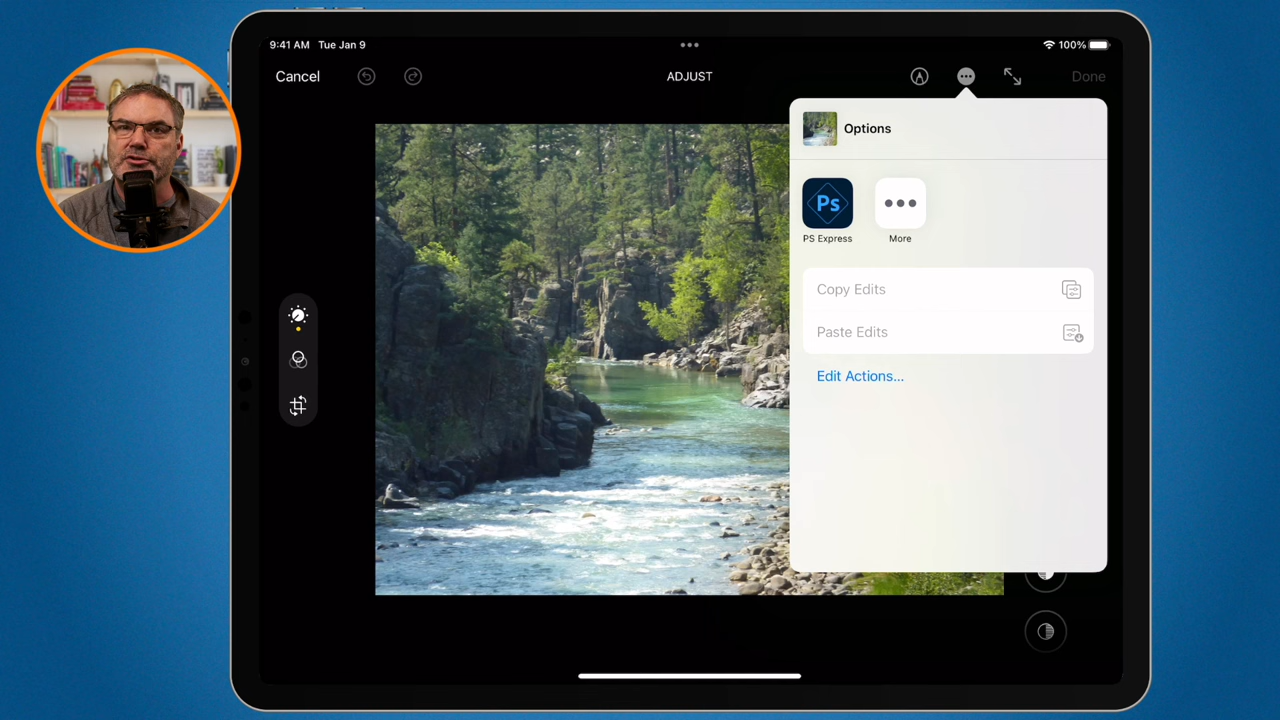 9:41 AM Tue Jan 9
100%
Cancel
ADJUST
Done
Options
Ps
PS Express
More
Copy Edits
Paste Edits
Edit Actions...